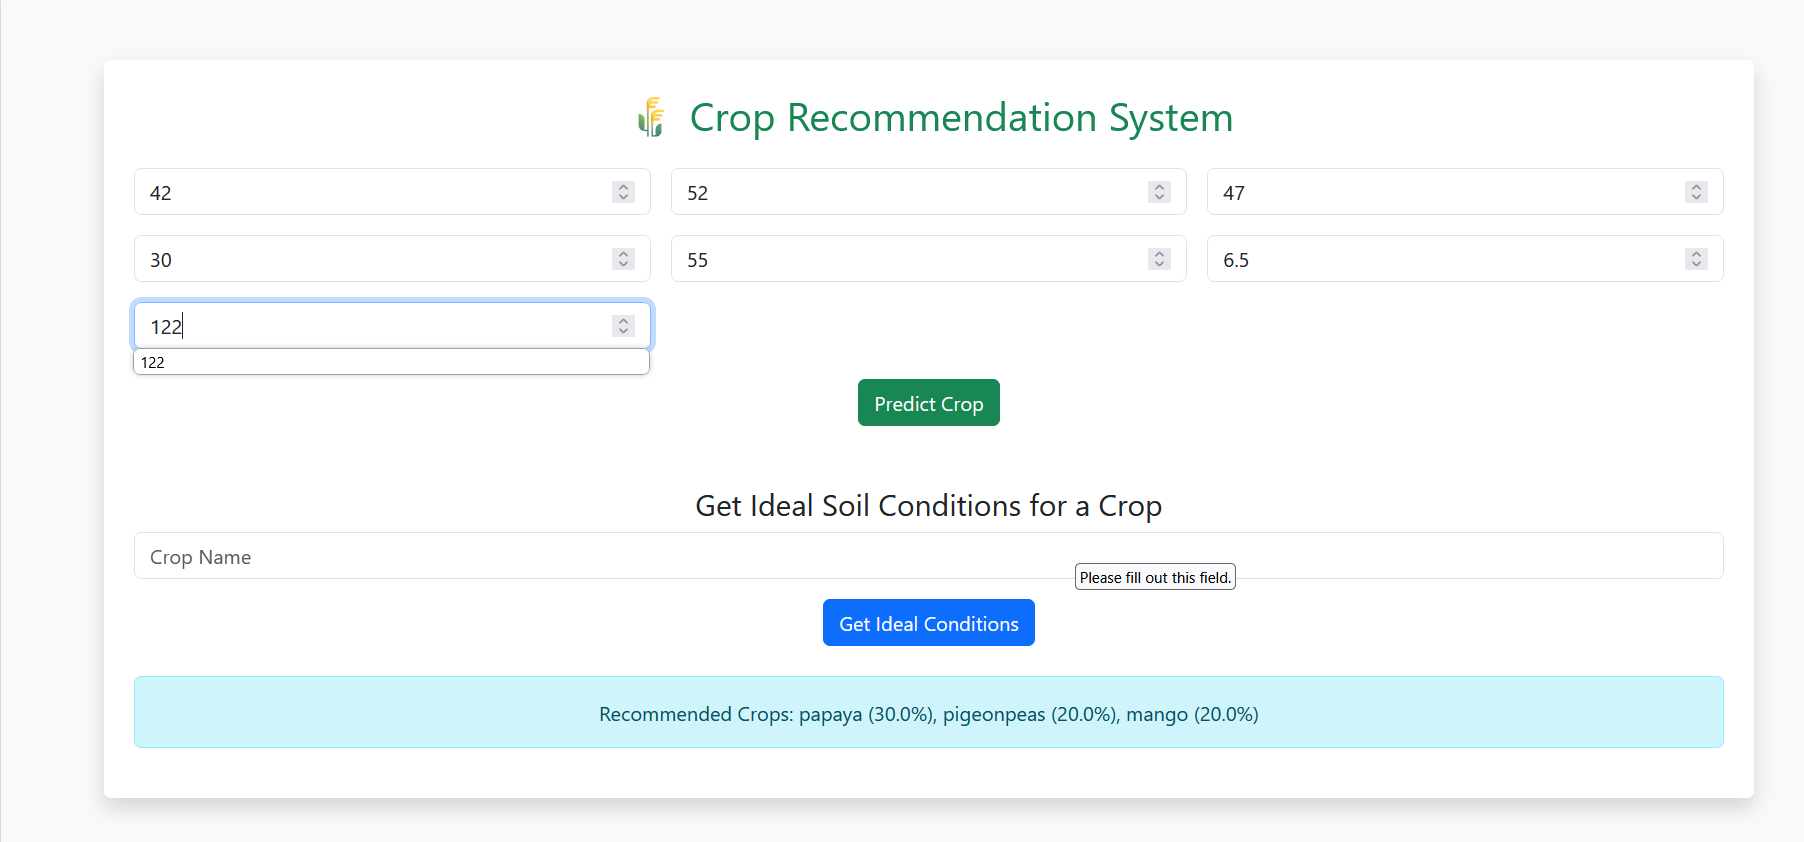 Crop Recommendation System
42
52
47
30
55
6.5
122
122
Predict Crop
Get Ideal Soil Conditions for a Crop
Crop Name
Please fill out this field.
Get Ideal Conditions
Recommended Crops: papaya (30.0%), pigeonpeas (20.0%), mango (20.0%)